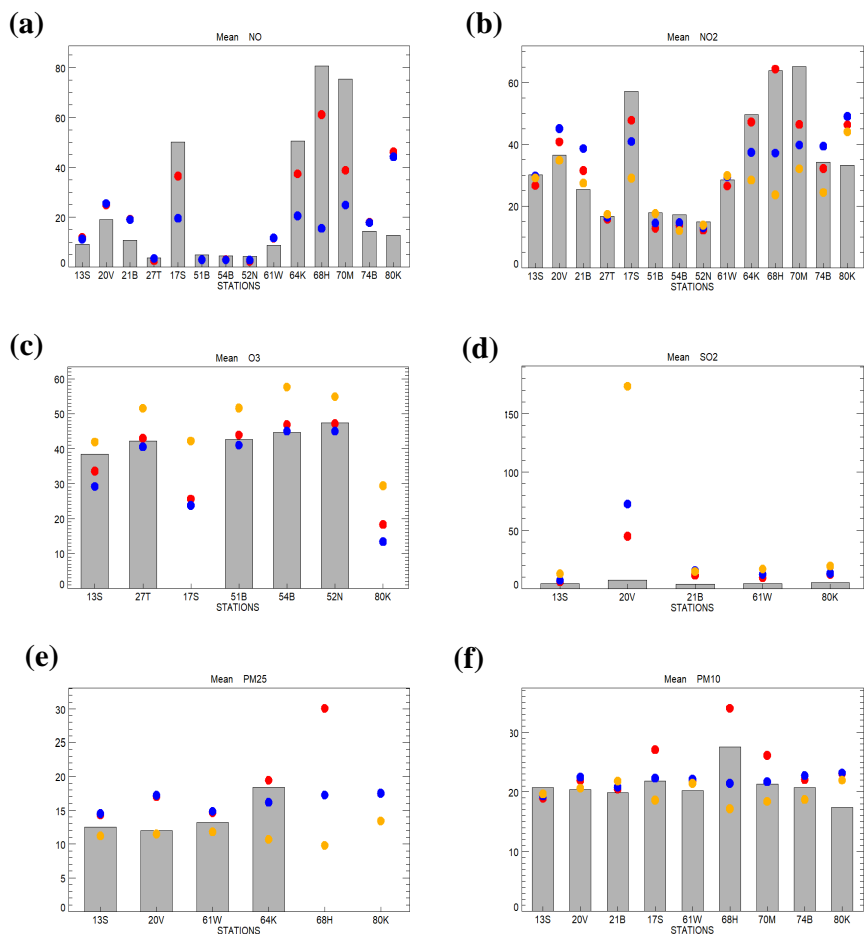 (a)
Mean NO
80
60
40
20
0
13S 20V 21B 27T 17S 51B 54B 52N 61W 64K 68H 70M 74B 80K
STATIONS
(b)
Mean NO2
60
40
20
0
13S 20V 21B 27T 17S 51B 54B 52N 61W 64K 68H 70M 74B 80K
STATIONS
(c)
Mean O3
60
50
40
30
20
10
0
13S 27T 17S 51B 54B 52N 80K
STATIONS
(d)
Mean SO2
150
100
50
0
13S 20V 21B 61W 80K
STATIONS
(e)
Mean PM25
30
25
20
15
10
5
0
13S 20V 61W 64K 68H 80K
STATIONS
(f)
Mean PM10
30
20
10
0
13S 20V 21B 17S 61W 68H 70M 74B 80K
STATIONS